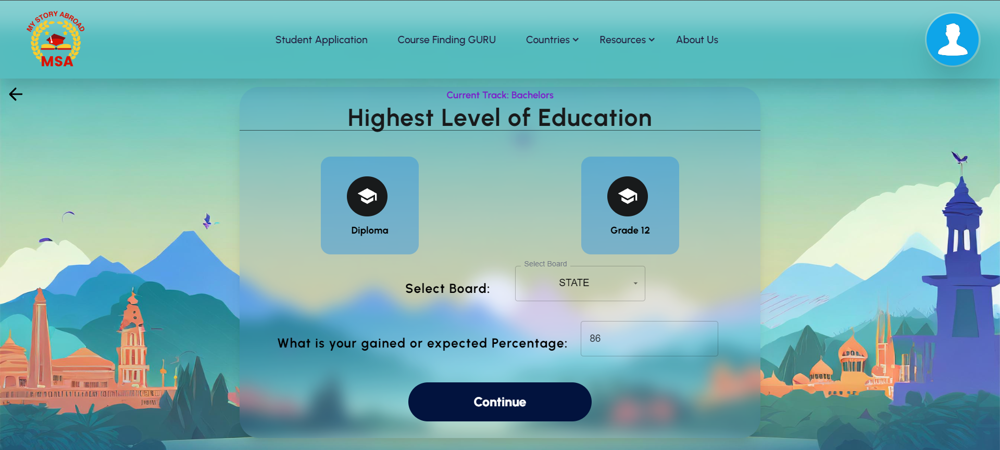 MY STORY ABROAD
MSA
Student Application
Course Finding GURU
Countries
Resources
About Us
Current Track: Bachelors
Highest Level of Education
Diploma
Grade 12
Select Board
Select Board:
STATE
What is your gained or expected Percentage:
86
Continue